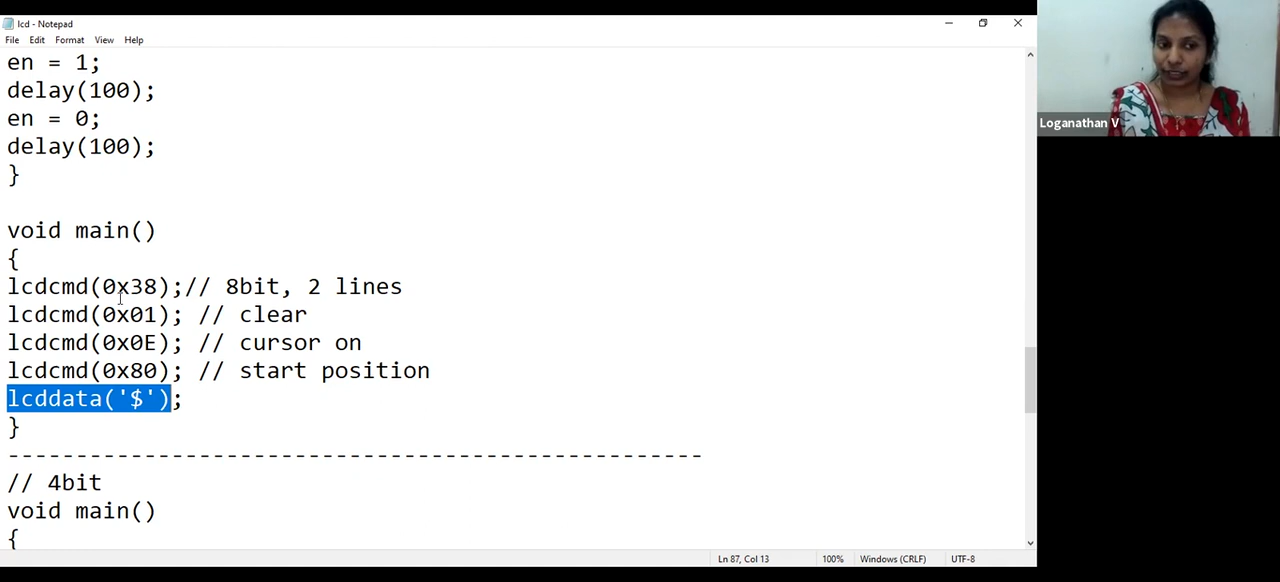 lcd - Notepad
File Edit Format View Help
en = 1;
delay(100);
en = 0;
delay(100);
}
void main()
{
lcdcmd(0x38);// 8bit, 2 lines
lcdcmd(0x01); // clear
lcdcmd(0x0E); // cursor on
lcdcmd(0x80); // start position
lcddata('$');
}
---------------------------------------------------
// 4bit
void main()
{
Ln 87, Col 13 100% Windows (CRLF) UTF-8
Loganathan V